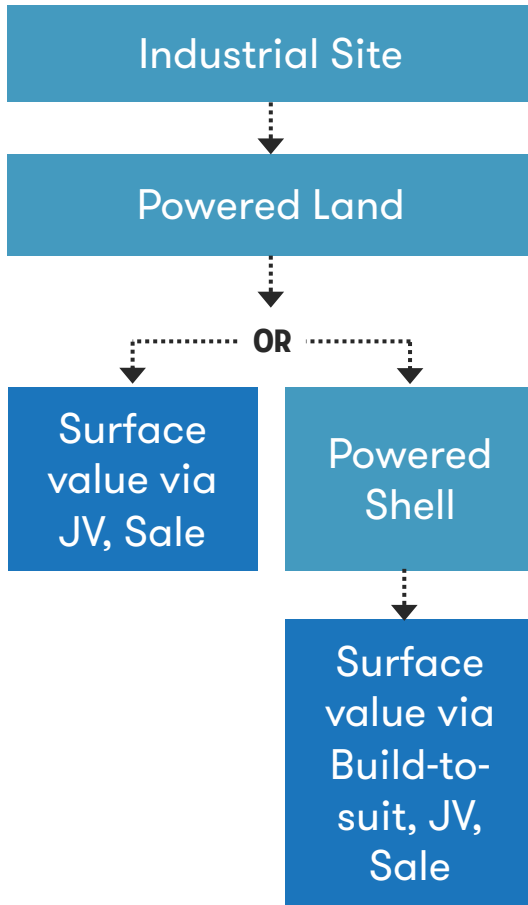 Industrial Site
Powered Land
OR
Surface
value via
JV, Sale
Powered
Shell
Surface
value via
Build-to-
suit, JV,
Sale